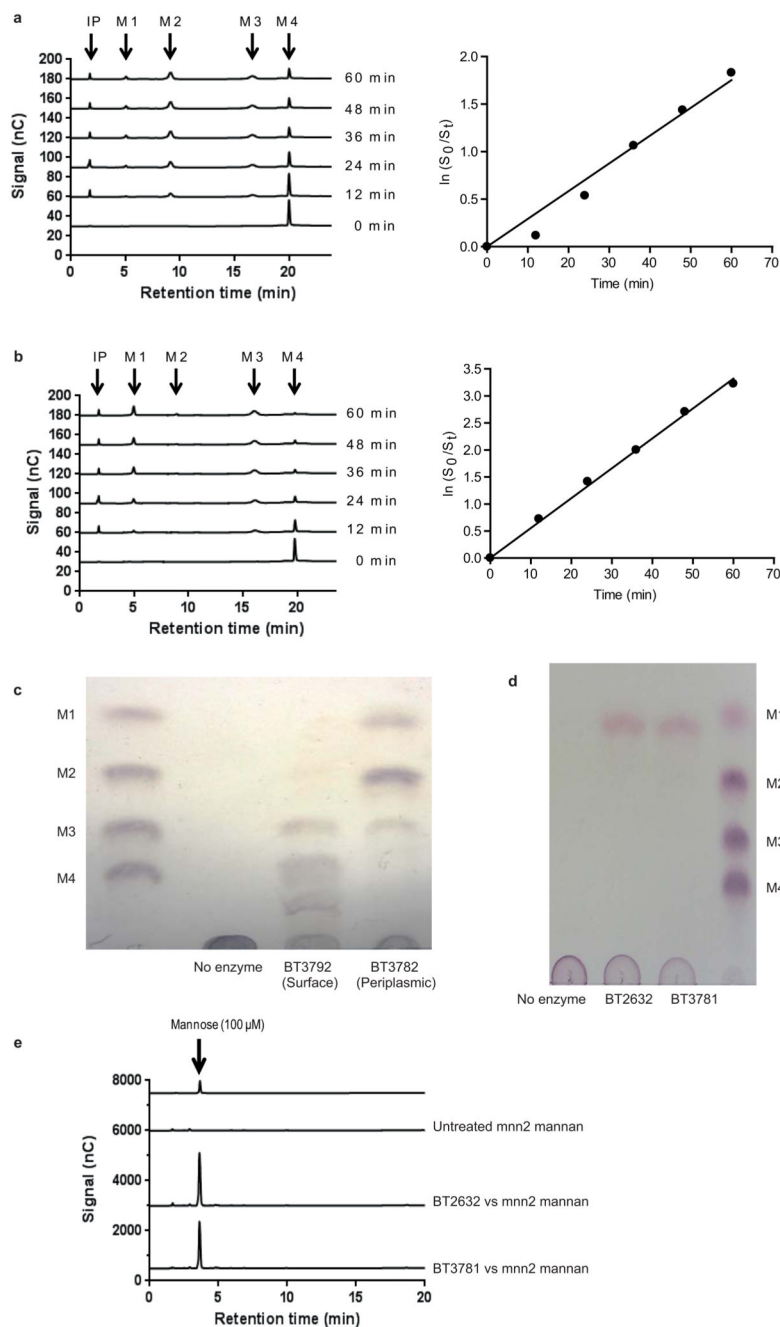 a
IP M1 M2 M3 M4
200
180
160
140
120
100
80
60
40
20
0
Signal (nC)
60 min
48 min
36 min
24 min
12 min
0 min
0 5 10 15 20
Retention time (min)
2.0
1.5
1.0
0.5
0.0
ln (S0/St)
0 10 20 30 40 50 60 70
Time (min)
b
IP M1 M2 M3 M4
200
180
160
140
120
100
80
60
40
20
0
Signal (nC)
60 min
48 min
36 min
24 min
12 min
0 min
0 5 10 15 20
Retention time (min)
3.5
3.0
2.5
2.0
1.5
1.0
0.5
0.0
ln (S0/St)
0 10 20 30 40 50 60 70
Time (min)
c
M1
M2
M3
M4
No enzyme BT3792 BT3782
(Surface) (Periplasmic)
d
M1
M2
M3
M4
No enzyme BT2632 BT3781
e
Mannose (100 µM)
8000
6000
4000
2000
0
Signal (nC)
Untreated mnn2 mannan
BT2632 vs mnn2 mannan
BT3781 vs mnn2 mannan
0 5 10 15 20
Retention time (min)